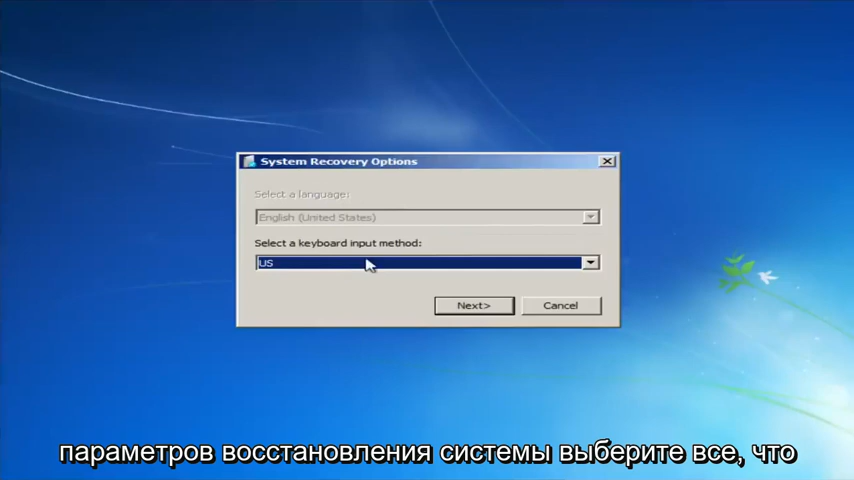 System Recovery Options
Select a language:
English (United States)
Select a keyboard input method:
US
Next> Cancel
параметров восстановления системы выберите все, что